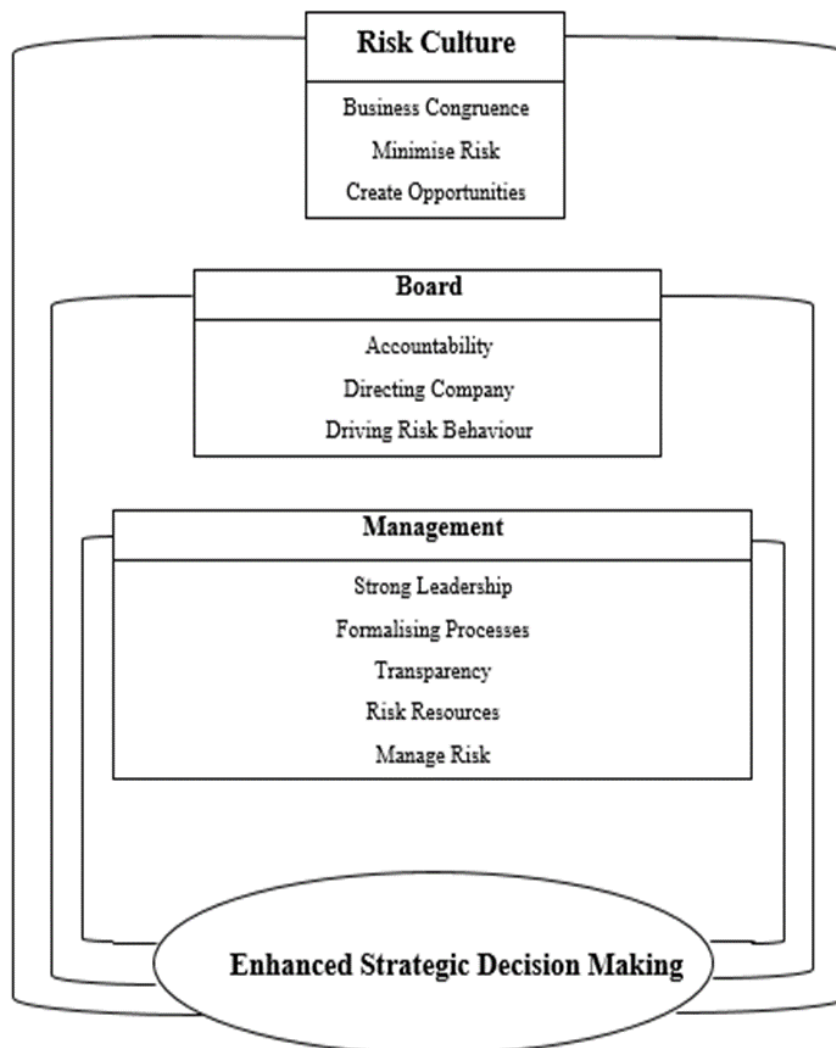 Risk Culture
Business Congruence
Minimise Risk
Create Opportunities
Board
Accountability
Directing Company
Driving Risk Behaviour
Management
Strong Leadership
Formalising Processes
Transparency
Risk Resources
Manage Risk
Enhanced Strategic Decision Making